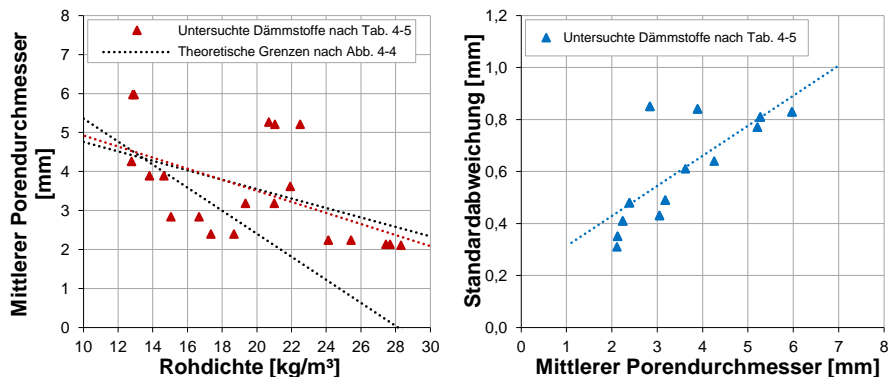 Mittlerer Porendurchmesser
[mm]
8
7
6
5
4
3
2
1
0
Untersuchte Dämmstoffe nach Tab. 4-5
Theoretische Grenzen nach Abb. 4-4
10 12 14 16 18 20 22 24 26 28 30
Rohdichte [kg/m³]
Standardabweichung [mm]
1,2
1,0
0,8
0,6
0,4
0,2
0,0
Untersuchte Dämmstoffe nach Tab. 4-5
0 1 2 3 4 5 6 7 8
Mittlerer Porendurchmesser [mm]